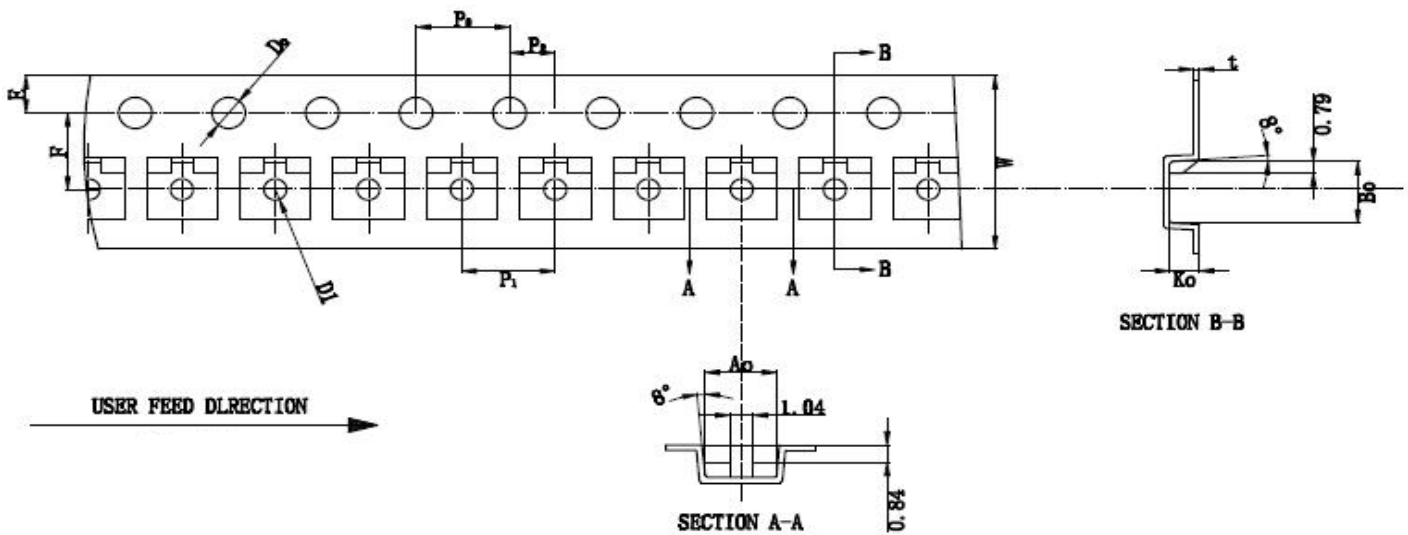 P₀
P₂
D₀
B
E
F
W
t
8°
0.79
B₀
K₀
D1
P₁
A A
B
SECTION B-B
A₀
8°
1.04
USER FEED DLRECTION
0.84
SECTION A-A